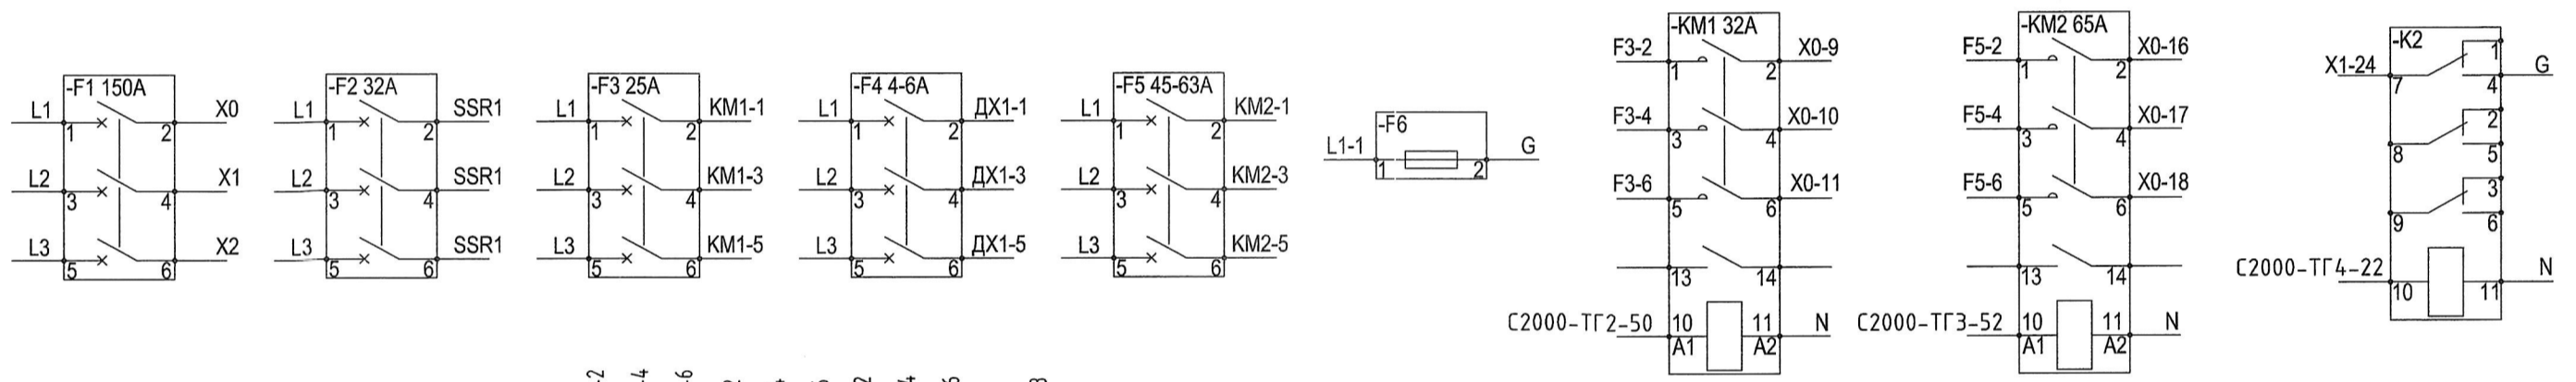 -F1 150A
L1 1 2 X0
L2 3 4 X1
L3 5 6 X2
-F2 32A
L1 1 2 SSR1
L2 3 4 SSR1
L3 5 6 SSR1
-F3 25A
L1 1 2 KM1-1
L2 3 4 KM1-3
L3 5 6 KM1-5
-F4 4-6A
L1 1 2 ДХ1-1
L2 3 4 ДХ1-3
L3 5 6 ДХ1-5
-F5 45-63A
L1 1 2 KM2-1
L2 3 4 KM2-3
L3 5 6 KM2-5
-F6
L1-1 1 2 G
-KM1 32A
F3-2 1 2 X0-9
F3-4 3 4 X0-10
F3-6 5 6 X0-11
13 14
С2000-ТГ2-50 10 11 N
A1 A2
-KM2 65A
F5-2 1 2 X0-16
F5-4 3 4 X0-17
F5-6 5 6 X0-18
13 14
С2000-ТГ3-52 10 11 N
A1 A2
-K2
1
X1-24 7 4 G
2
8 5
3
9 6
С2000-ТГ4-22 10 11 N
-2
-4
-6